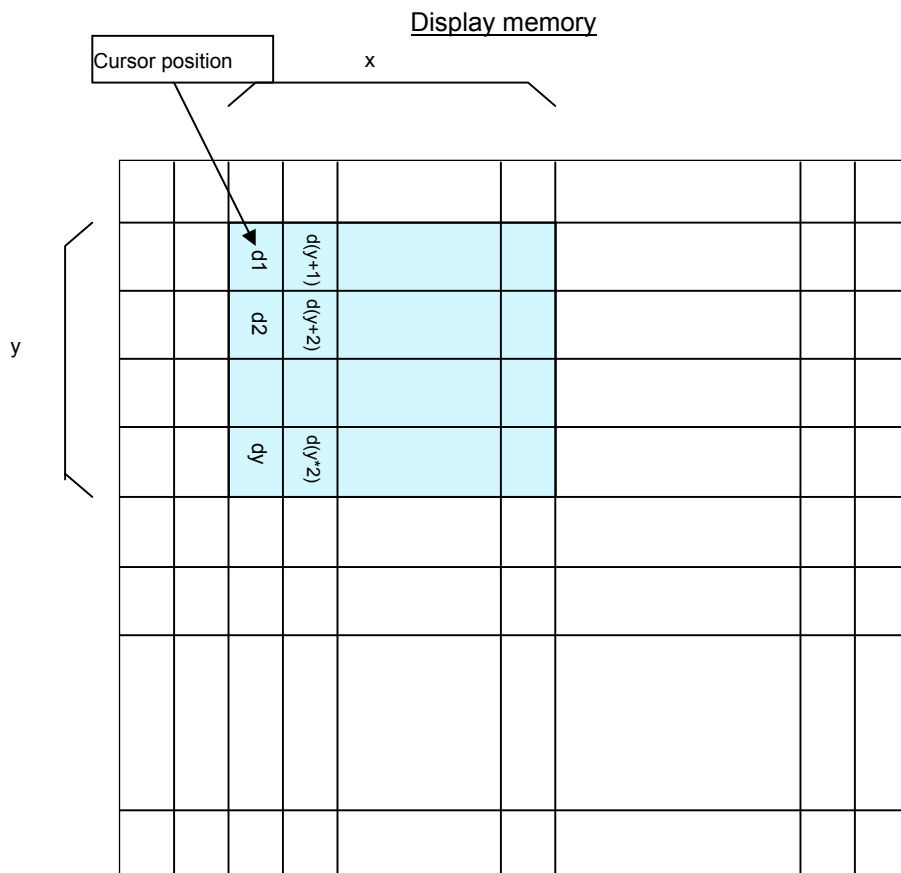 Display memory
Cursor position
x
y
d1
d(y+1)
d2
d(y+2)
dy
d(y*2)